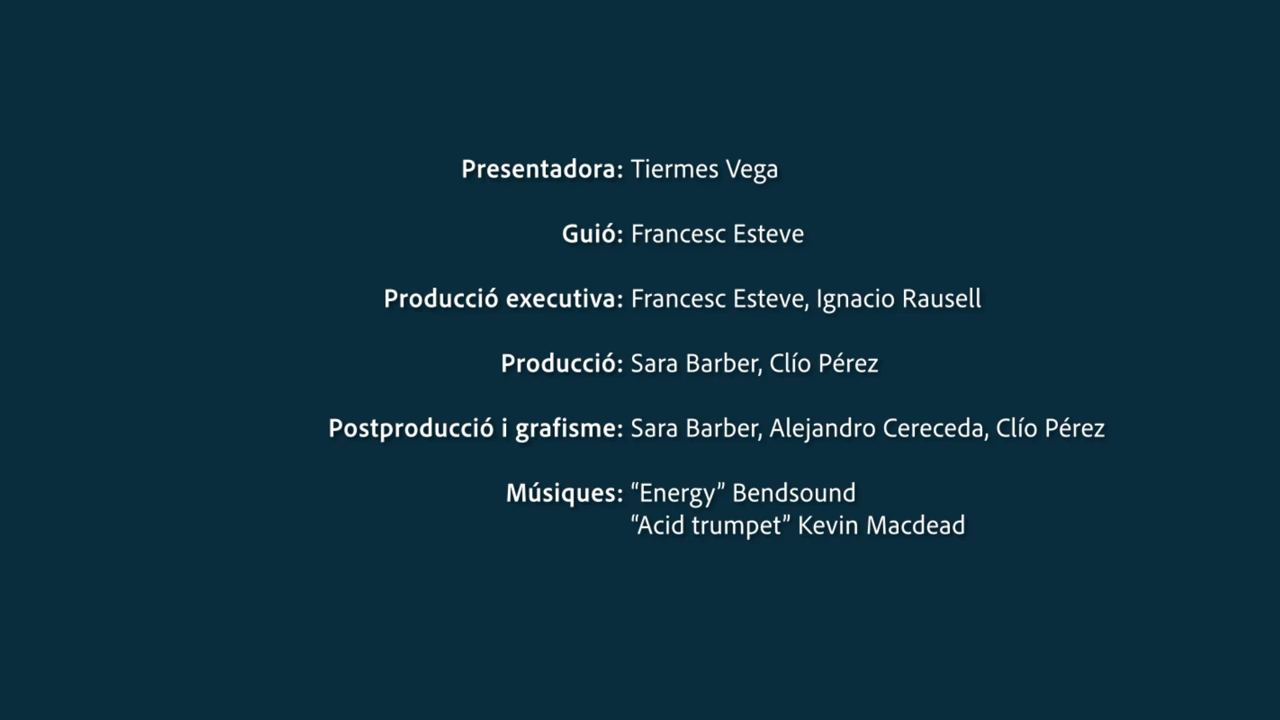 Presentadora: Tiermes Vega
Guió: Francesc Esteve
Producció executiva: Francesc Esteve, Ignacio Rausell
Producció: Sara Barber, Clío Pérez
Postproducció i grafisme: Sara Barber, Alejandro Cereceda, Clío Pérez
Músiques: “Energy” Bendsound
“Acid trumpet” Kevin Macdead